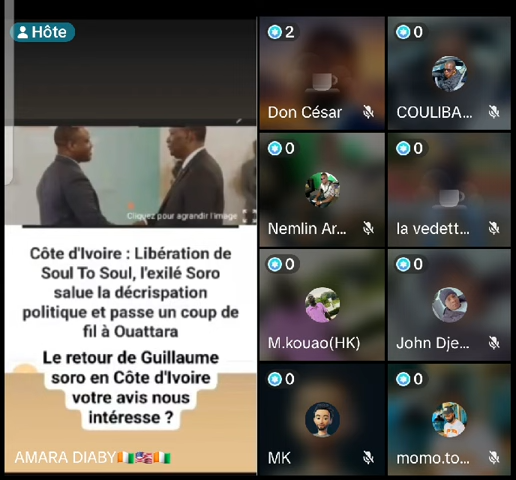 Hôte
Cliquez pour agrandir l'image
Côte d'Ivoire : Libération de
Soul To Soul, l'exilé Soro
salue la décrispation
politique et passe un coup de
fil à Ouattara
Le retour de Guillaume
soro en Côte d'Ivoire
votre avis nous
intéresse ?
AMARA DIABY🇨🇮🇺🇸🇨🇮
2
Don César
0
COULIBA...
0
Nemlin Ar...
0
la vedett...
0
M.kouao(HK)
0
John Dje...
0
MK
0
momo.to...